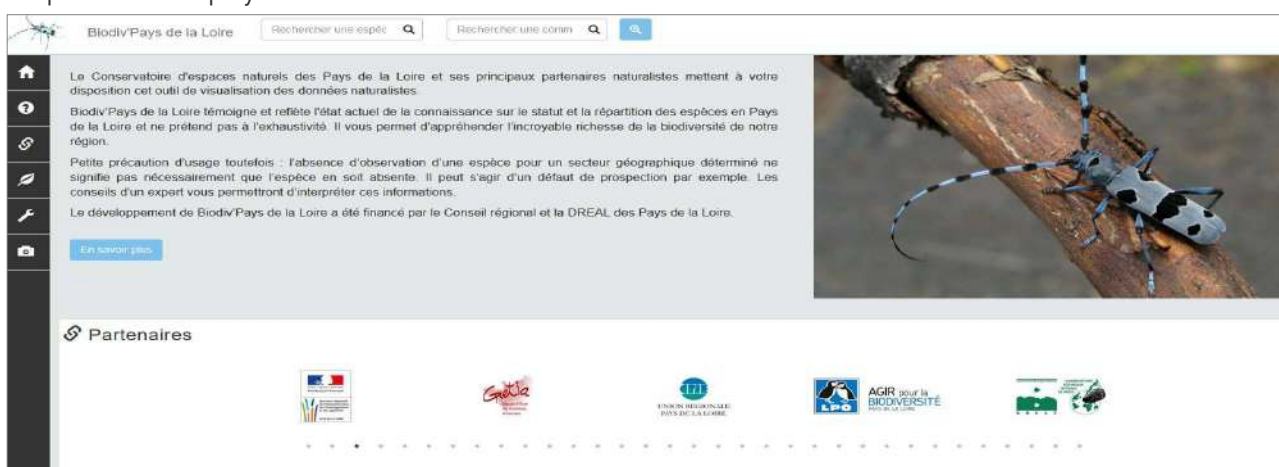 Biodiv'Pays de la Loire
Rechercher une espèc
Rechercher une comm
Le Conservatoire d'espaces naturels des Pays de la Loire et ses principaux partenaires naturalistes mettent à votre
disposition cet outil de visualisation des données naturalistes.
Biodiv'Pays de la Loire témoigne et reflète l'état actuel de la connaissance sur le statut et la répartition des espèces en Pays
de la Loire et ne prétend pas à l'exhaustivité. Il vous permet d'appréhender l'incroyable richesse de la biodiversité de notre
région.
Petite précaution d'usage toutefois : l'absence d'observation d'une espèce pour un secteur géographique déterminé ne
signifie pas nécessairement que l'espèce en soit absente. Il peut s'agir d'un défaut de prospection par exemple. Les
conseils d'un expert vous permettront d'interpréter ces informations.
Le développement de Biodiv'Pays de la Loire a été financé par le Conseil régional et la DREAL des Pays de la Loire.
En savoir plus
Partenaires
Gretia
UNION REGIONALE
PAYS DE LA LOIRE
LPO
AGIR pour la
BIODIVERSITÉ
PAYS DE LA LOIRE